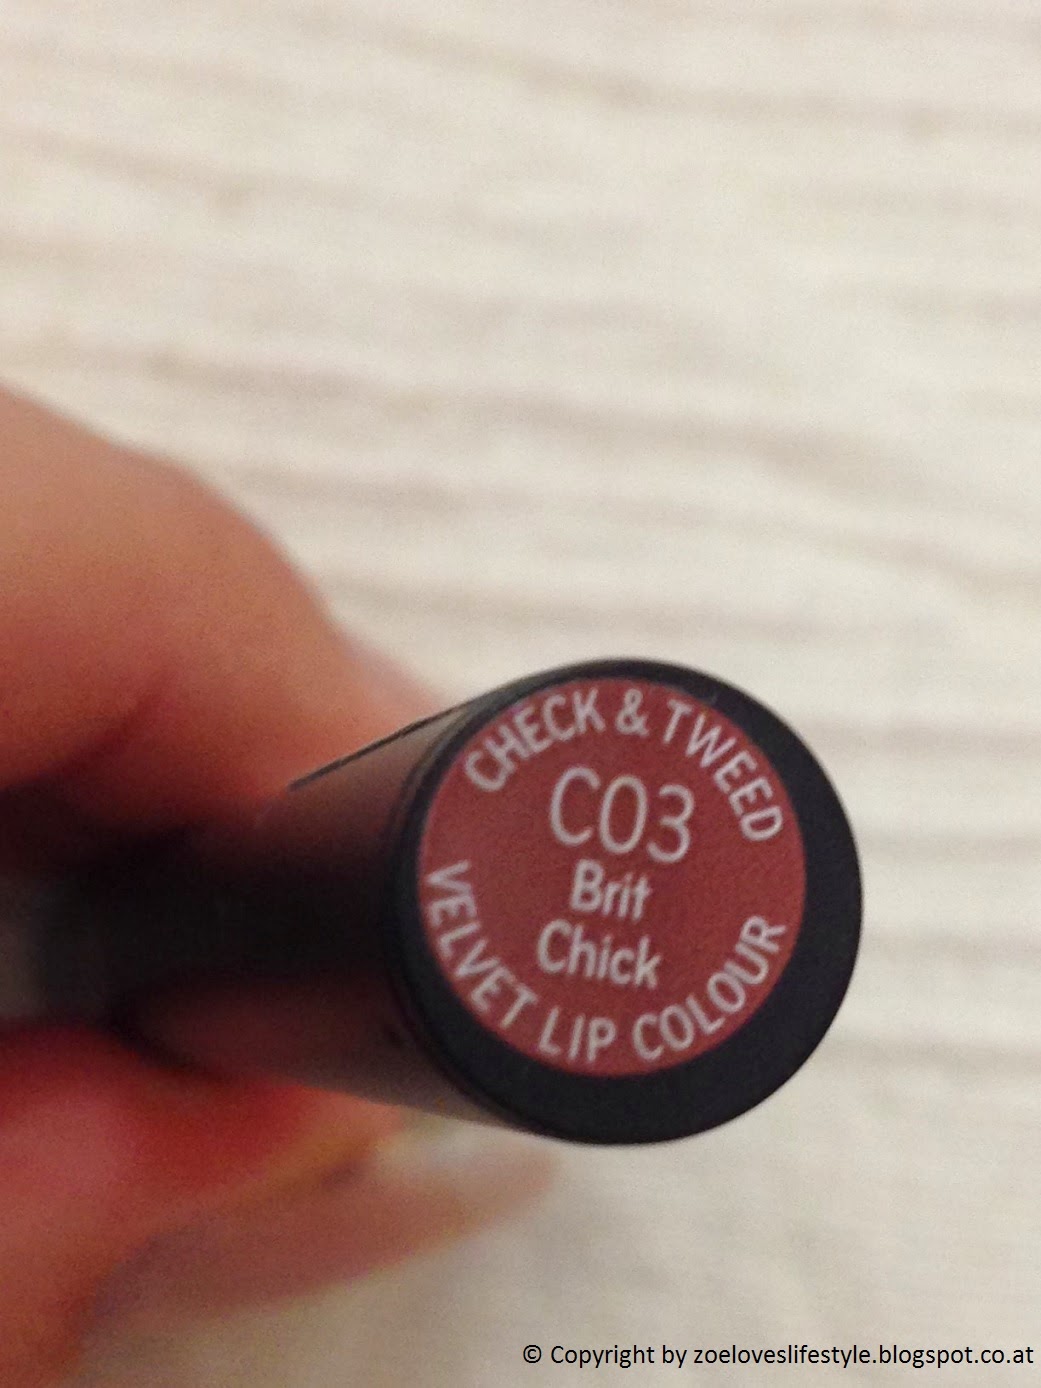 CHECK & TWEED
C03
Brit
Chick
VELVET LIP COLOUR
© Copyright by zoeloveslifestyle.blogspot.co.at